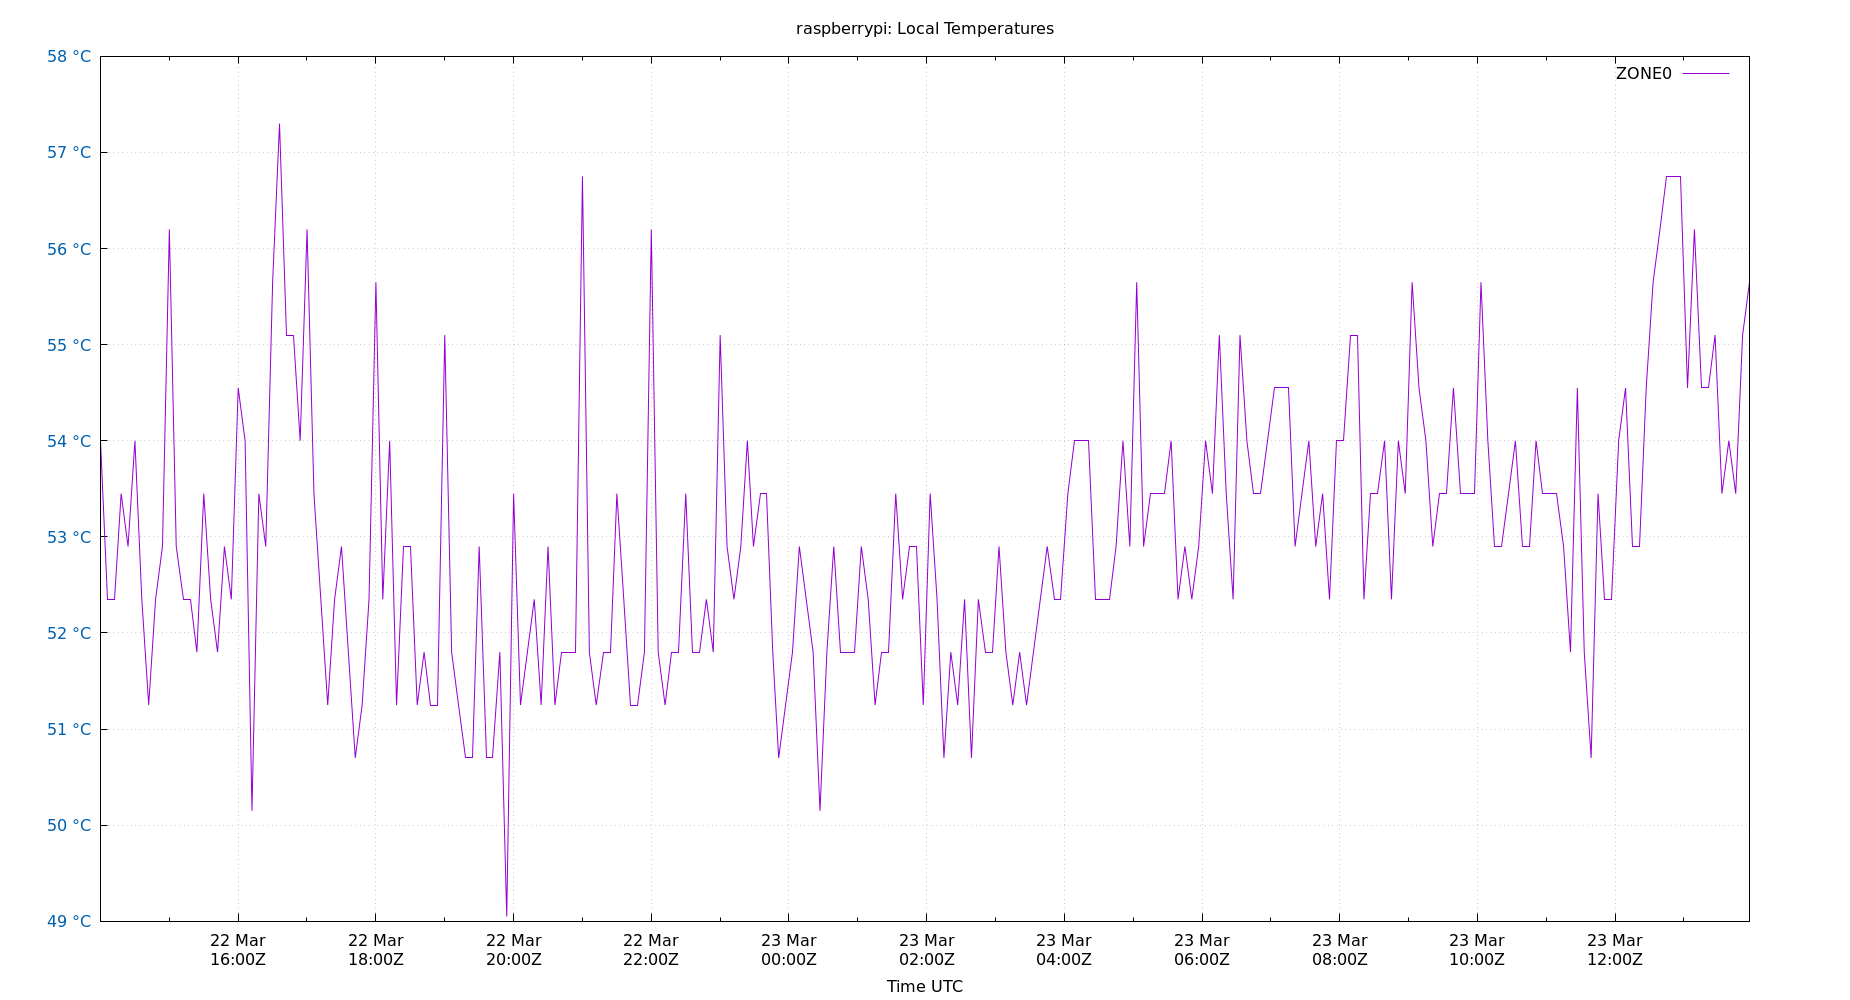 raspberrypi: Local Temperatures
58 °C
ZONE0
57 °C
56 °C
55 °C
54 °C
53 °C
52 °C
51 °C
50 °C
49 °C
22 Mar 22 Mar 22 Mar 22 Mar 23 Mar 23 Mar 23 Mar 23 Mar 23 Mar 23 Mar 23 Mar
16:00Z 18:00Z 20:00Z 22:00Z 00:00Z 02:00Z 04:00Z 06:00Z 08:00Z 10:00Z 12:00Z
Time UTC